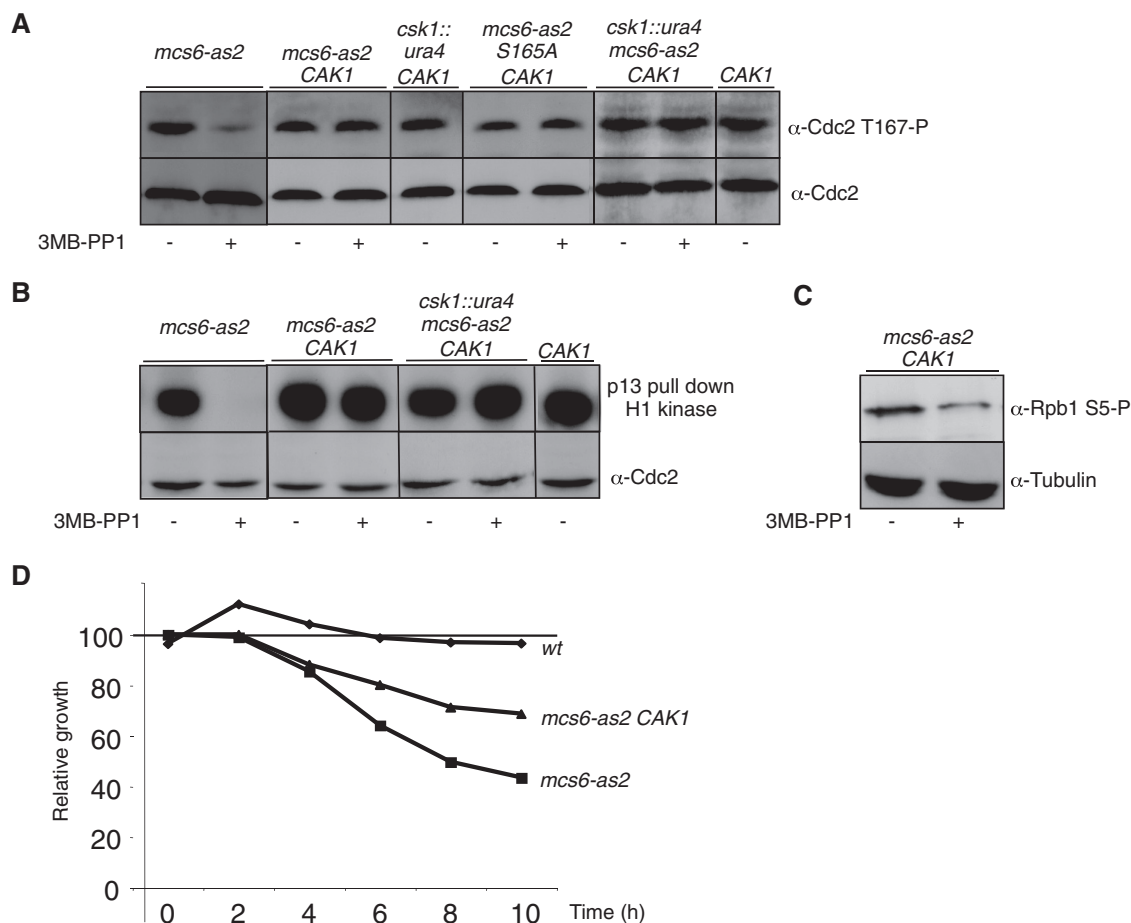 A
mcs6-as2
mcs6-as2
CAK1
csk1::
ura4
CAK1
mcs6-as2
S165A
CAK1
csk1::ura4
mcs6-as2
CAK1
CAK1
α-Cdc2 T167-P
α-Cdc2
3MB-PP1 - + - + - - + - + -
B
mcs6-as2
mcs6-as2
CAK1
csk1::ura4
mcs6-as2
CAK1
CAK1
p13 pull down
H1 kinase
α-Cdc2
3MB-PP1 - + - + - + -
C
mcs6-as2
CAK1
α-Rpb1 S5-P
α-Tubulin
3MB-PP1 - +
D
Relative growth
100
80
60
40
20
0
wt
mcs6-as2 CAK1
mcs6-as2
0 2 4 6 8 10 Time (h)